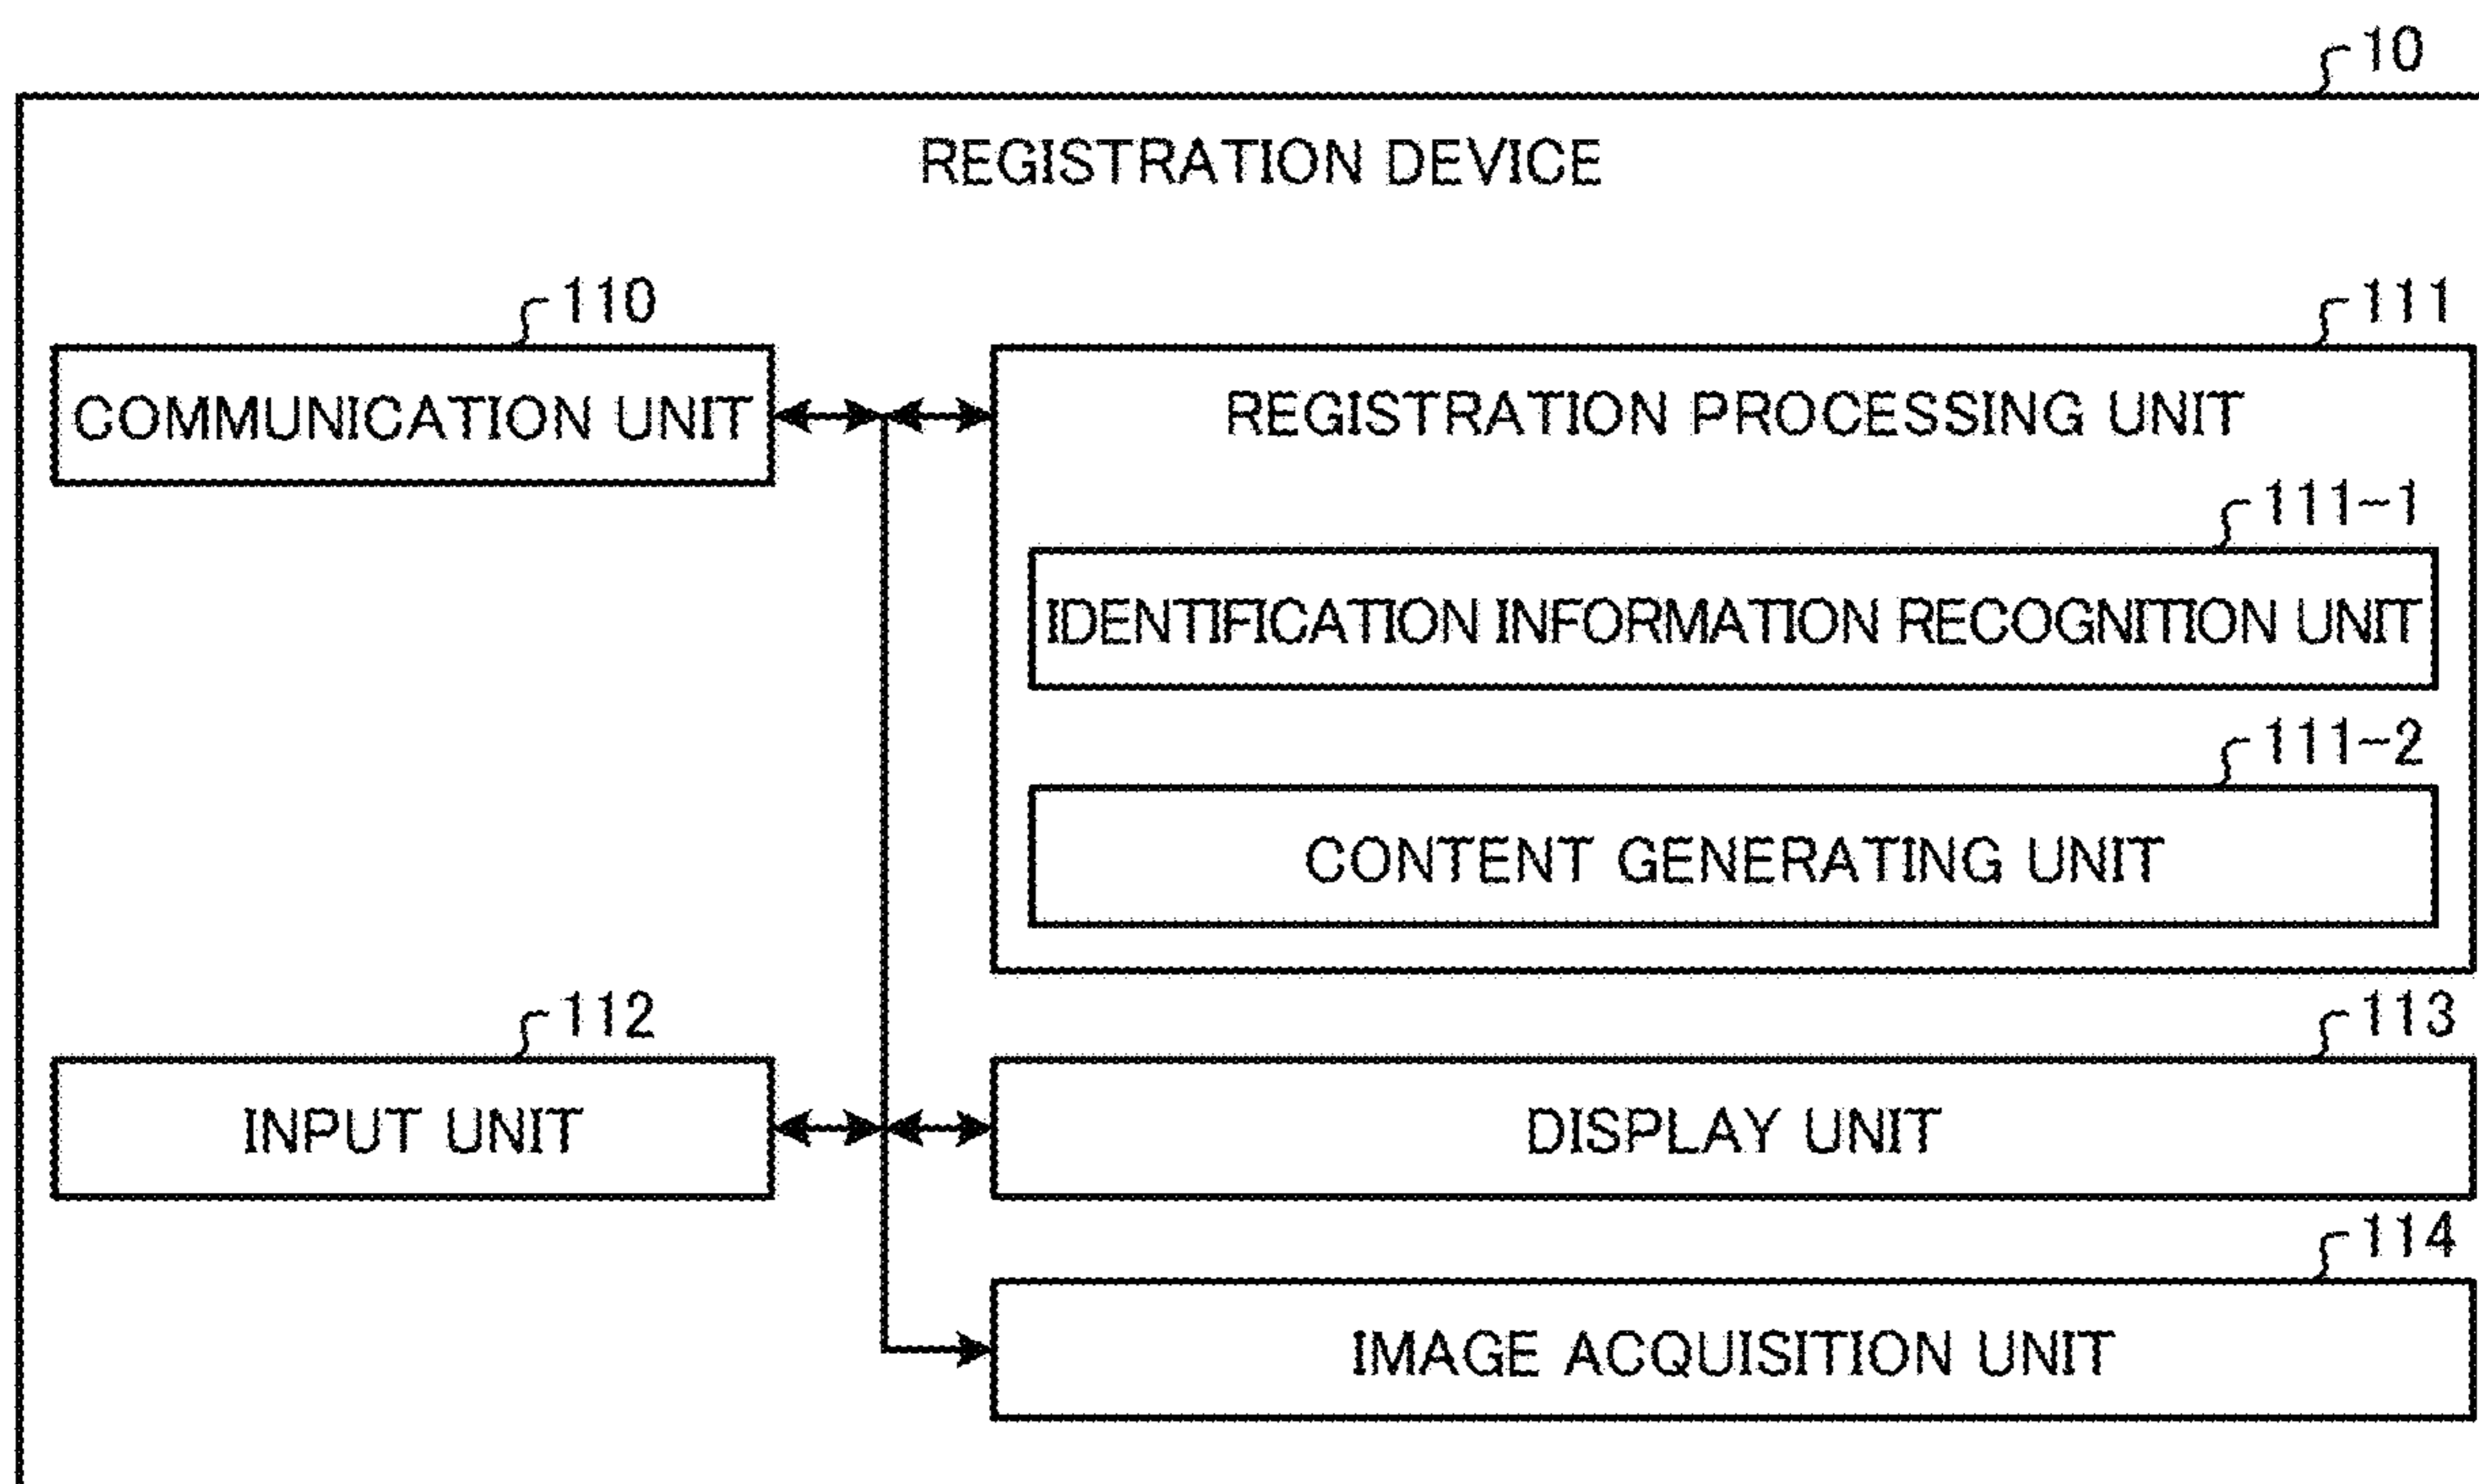 10
REGISTRATION DEVICE
110
111
COMMUNICATION UNIT
REGISTRATION PROCESSING UNIT
111-1
IDENTIFICATION INFORMATION RECOGNITION UNIT
111-2
CONTENT GENERATING UNIT
112
113
INPUT UNIT
DISPLAY UNIT
114
IMAGE ACQUISITION UNIT